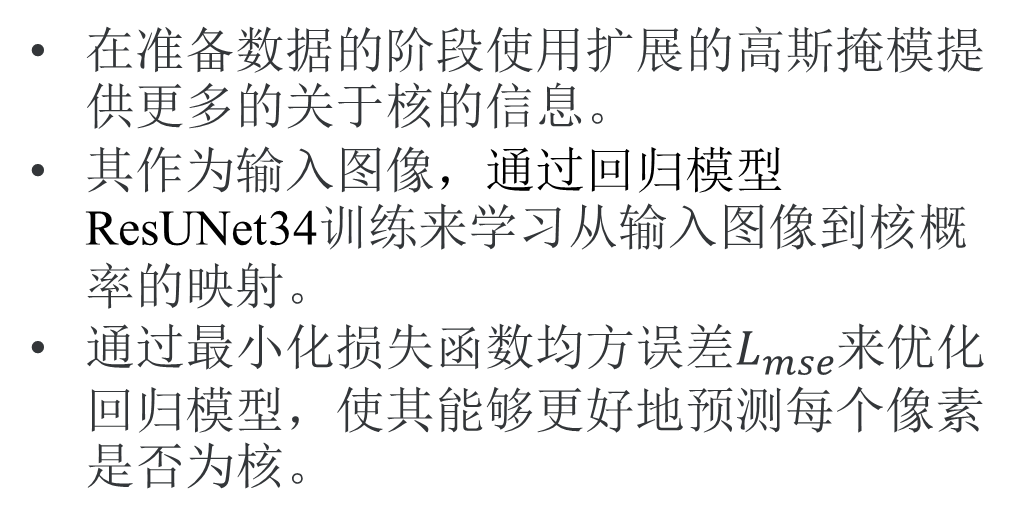 • 在准备数据的阶段使用扩展的高斯掩模提
供更多的关于核的信息。
• 其作为输入图像，通过回归模型
ResUNet34训练来学习从输入图像到核概
率的映射。
• 通过最小化损失函数均方误差Lmse来优化
回归模型，使其能够更好地预测每个像素
是否为核。